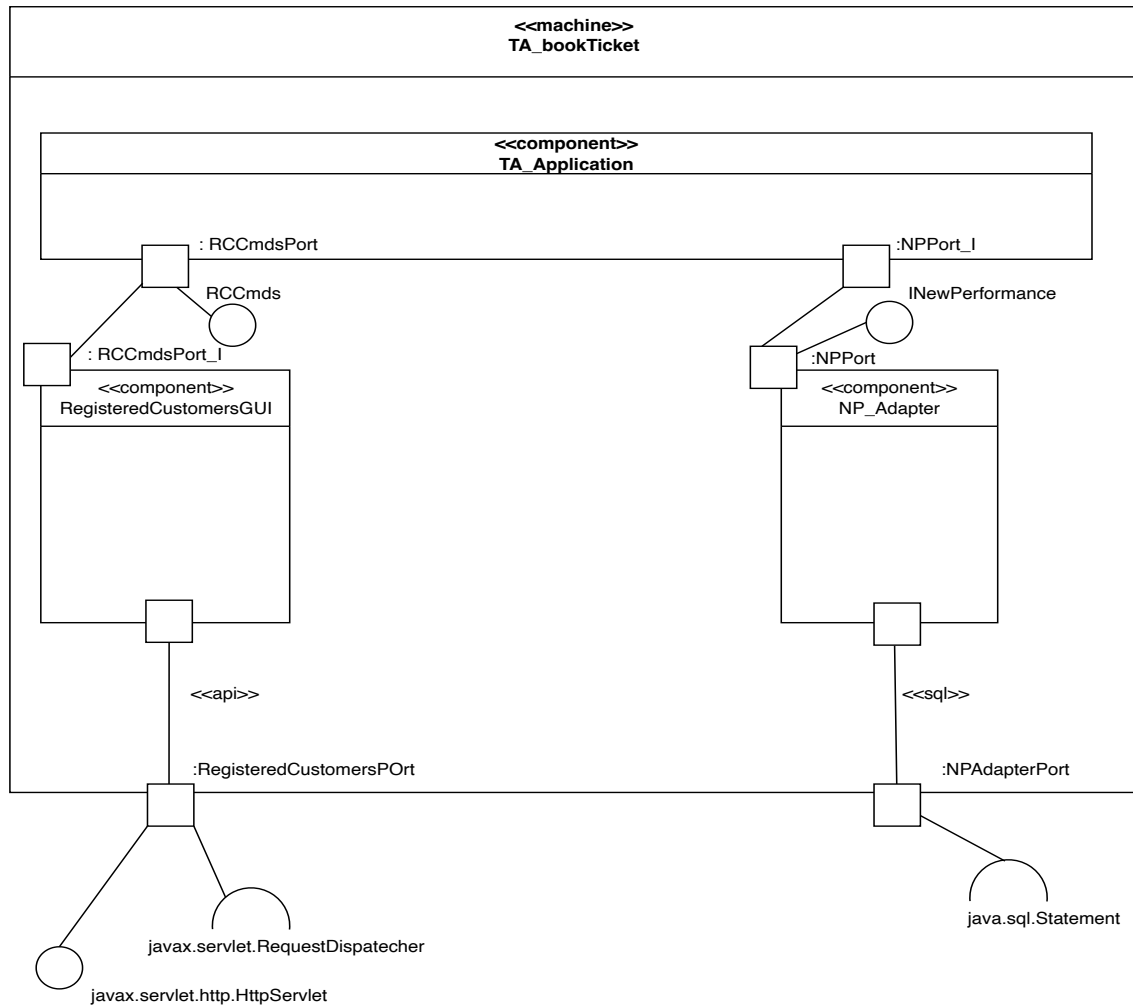 <<machine>>
TA_bookTicket
<<component>>
TA_Application
: RCCmdsPort
:NPPort_I
RCCmds
INewPerformance
: RCCmdsPort_I
:NPPort
<<component>>
RegisteredCustomersGUI
<<component>>
NP_Adapter
<<api>>
<<sql>>
:RegisteredCustomersPOrt
:NPAdapterPort
javax.servlet.RequestDispatecher
java.sql.Statement
javax.servlet.http.HttpServlet